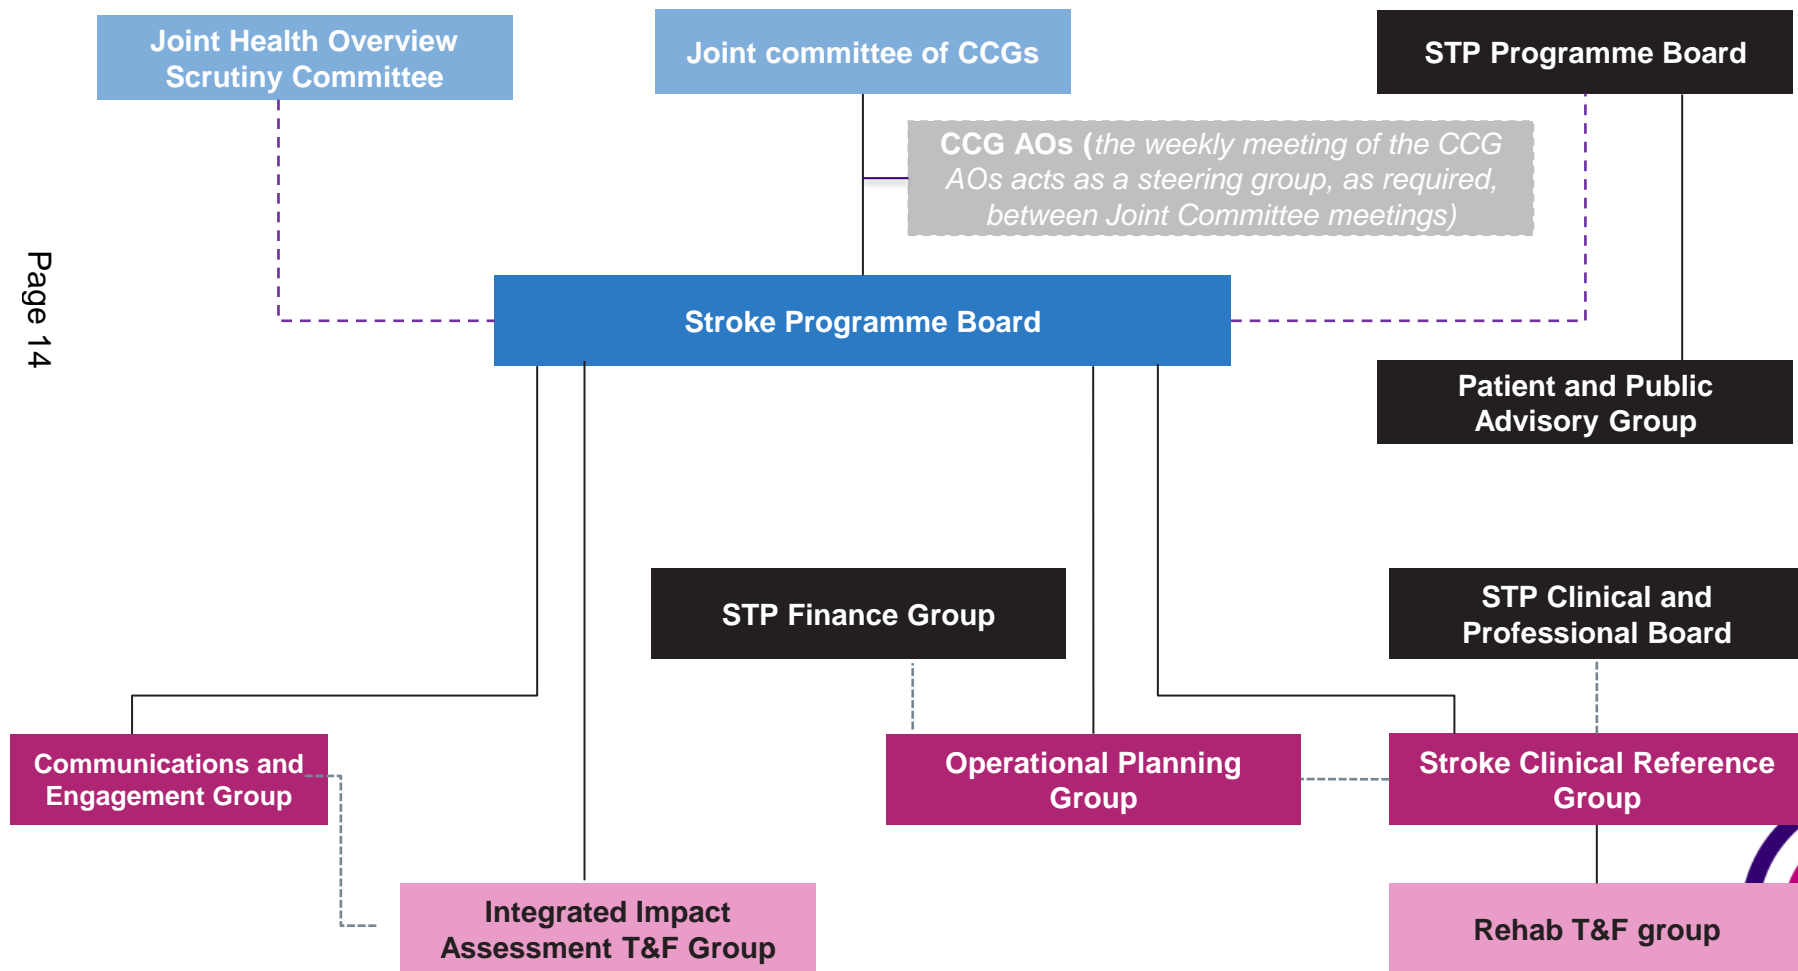 Joint Health Overview
Scrutiny Committee
Joint committee of CCGs
STP Programme Board
CCG AOs (the weekly meeting of the CCG
AOs acts as a steering group, as required,
between Joint Committee meetings)
Page 14
Stroke Programme Board
Patient and Public
Advisory Group
STP Finance Group
STP Clinical and
Professional Board
Communications and
Engagement Group
Operational Planning
Group
Stroke Clinical Reference
Group
Integrated Impact
Assessment T&F Group
Rehab T&F group